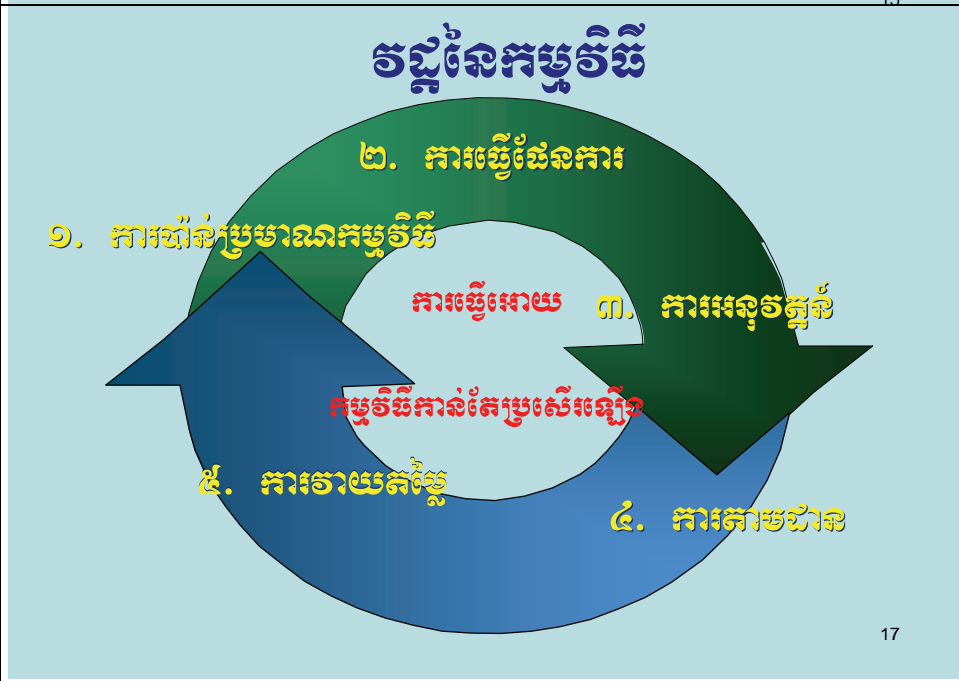 វដ្តនៃកម្មវិធី
២. ការធ្វើផែនការ
១. ការប៉ាន់ប្រមាណកម្មវិធី
ការធ្វើអោយ
៣. ការអនុវត្តន៍
កម្មវិធីកាន់តែប្រសើរឡើង
៥. ការវាយតម្លៃ
៤. ការតាមដាន
17